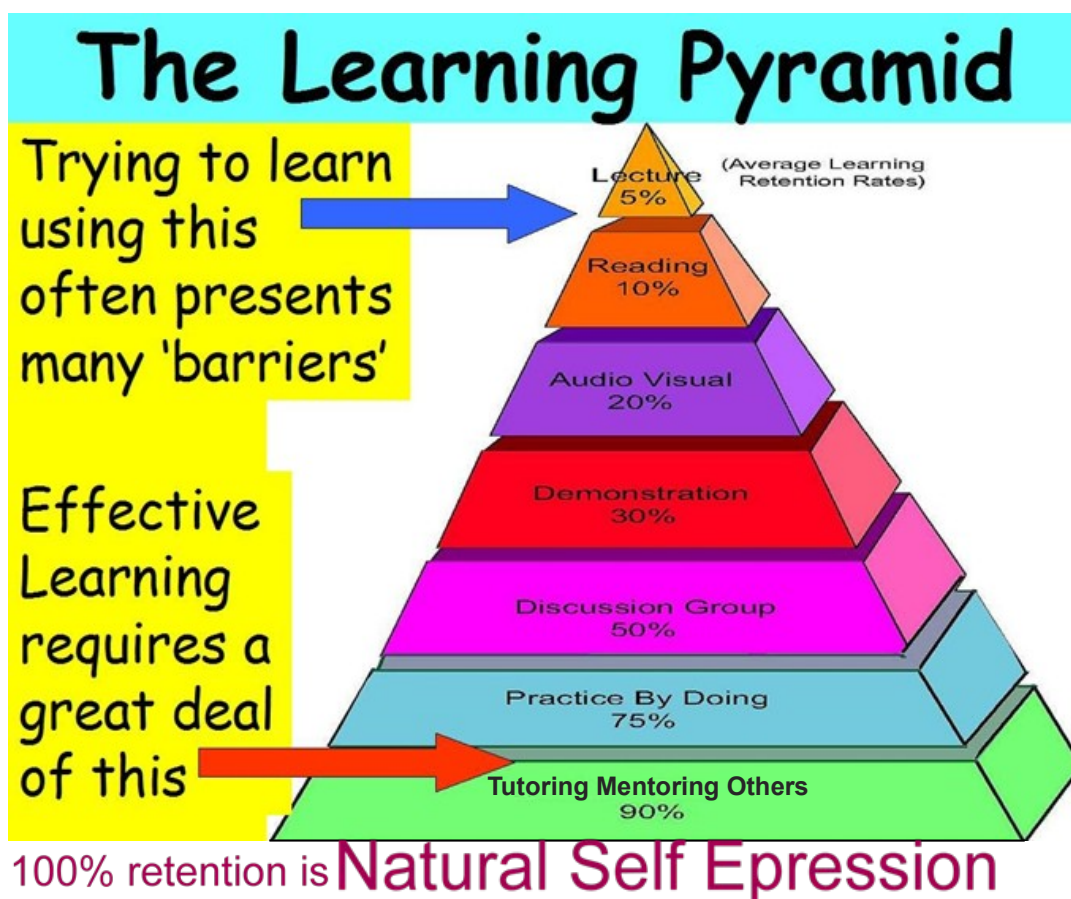 The Learning Pyramid
Trying to learn
using this
often presents
many ‘barriers’
Effective
Learning
requires a
great deal
of this
(Average Learning
Retention Rates)
Lecture
5%
Reading
10%
Audio Visual
20%
Demonstration
30%
Discussion Group
50%
Practice By Doing
75%
Tutoring Mentoring Others
90%
100% retention is Natural Self Epression